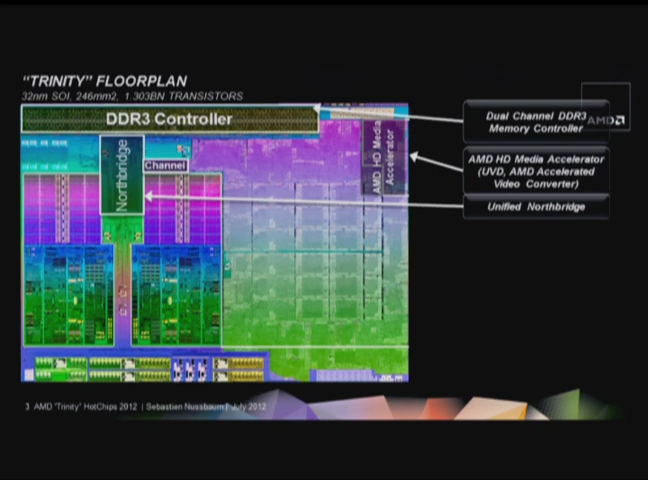 “TRINITY” FLOORPLAN
32nm SOI, 246mm2, 1.303BN TRANSISTORS
DDR3 Controller
Northbridge
Channel
AMD HD Media
Accelerator
Dual Channel DDR3
Memory Controller
AMD
AMD HD Media Accelerator
(UVD, AMD Accelerated
Video Converter)
Unified Northbridge
3 AMD "Trinity" HotChips 2012 | Sebastien Nussbaum | July 2012